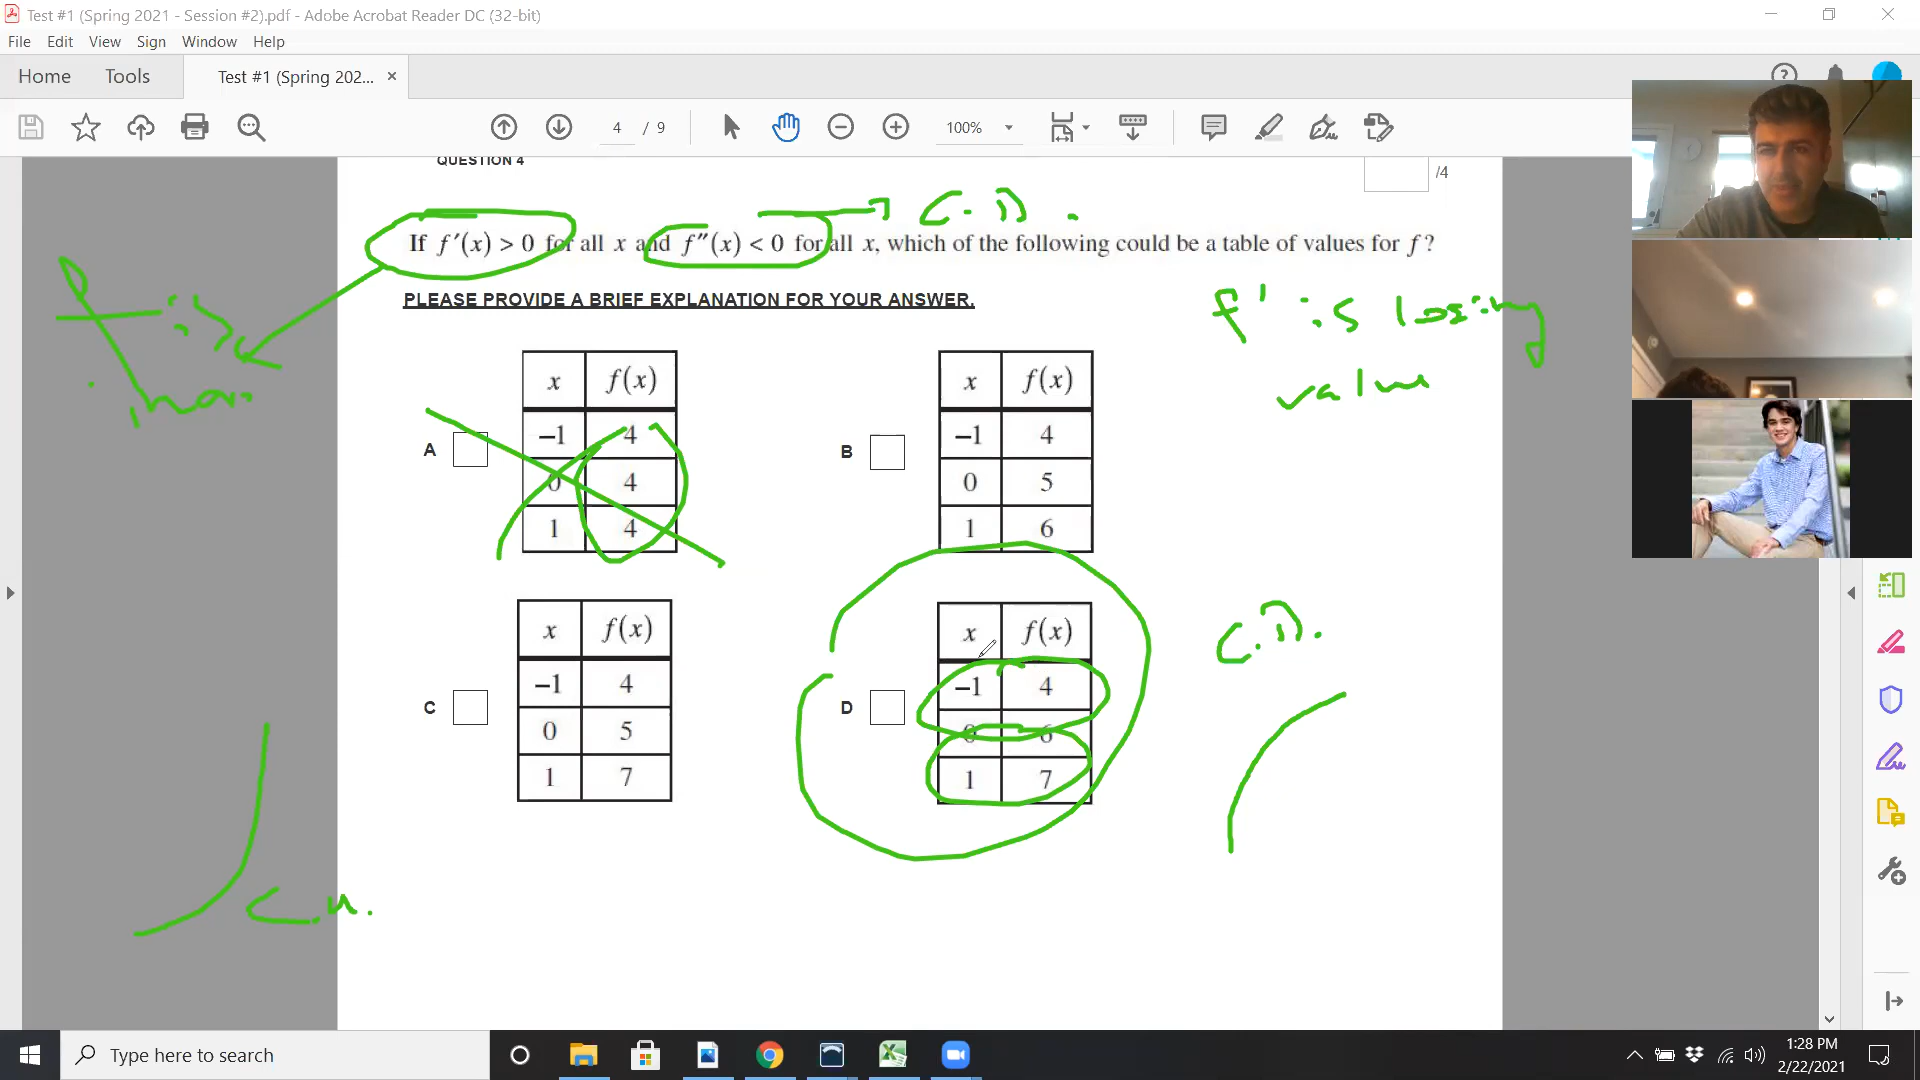 Test #1 (Spring 2021 - Session #2).pdf - Adobe Acrobat Reader DC (32-bit)
File Edit View Sign Window Help
Home Tools Test #1 (Spring 202... ×
4 / 9 100%
QUESTION 4
/4
C.D.
If f′(x) > 0 for all x and f″(x) < 0 for all x, which of the following could be a table of values for f ?
PLEASE PROVIDE A BRIEF EXPLANATION FOR YOUR ANSWER.
f' is losing
value
A
x f(x)
−1 4
0 4
1 4
B
x f(x)
−1 4
0 5
1 6
C
x f(x)
−1 4
0 5
1 7
D
x f(x)
−1 4
0 6
1 7
C.D.
C.U.
Type here to search
1:28 PM
2/22/2021